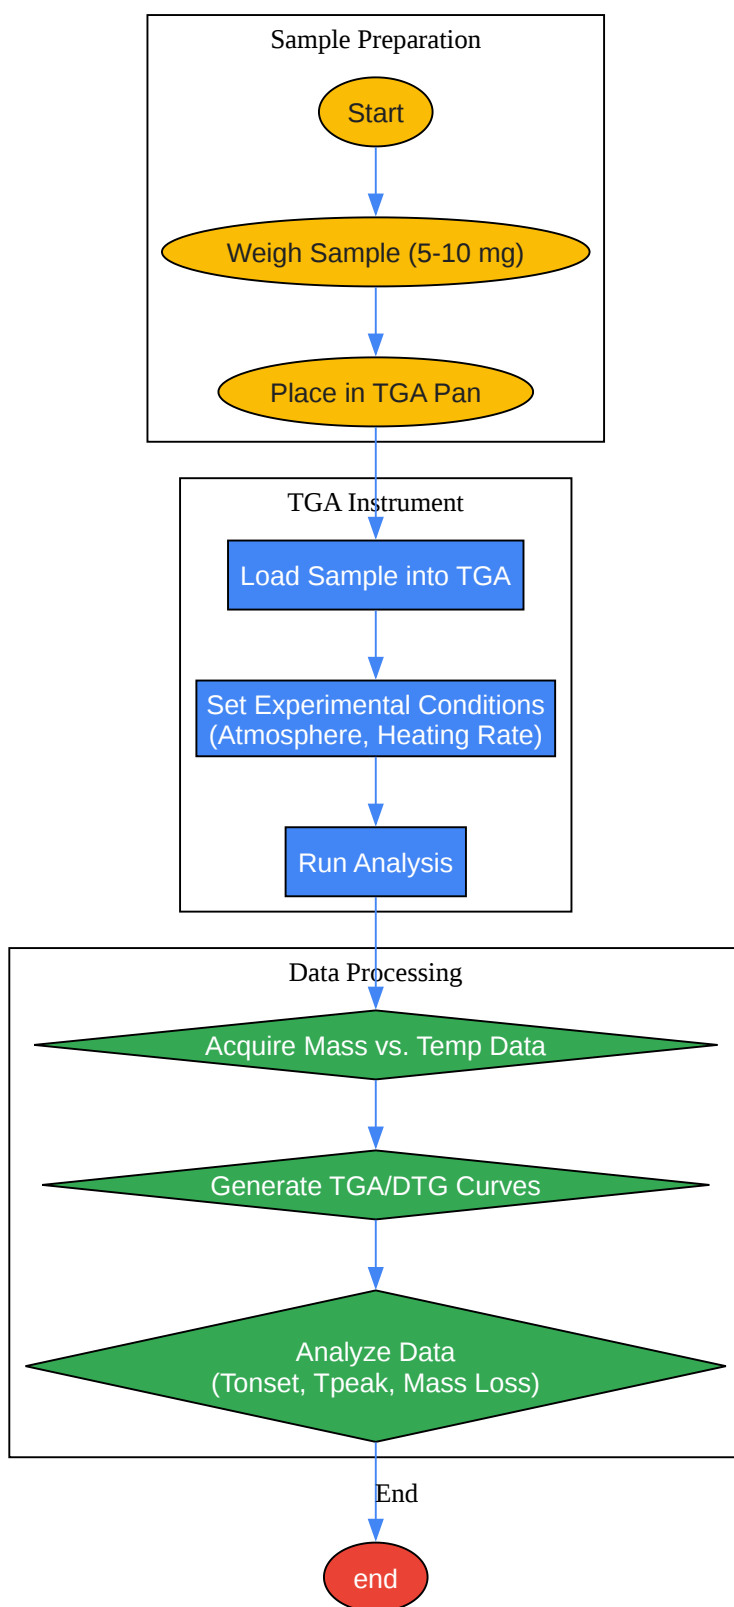 Sample Preparation
Start
Weigh Sample (5-10 mg)
Place in TGA Pan
TGA Instrument
Load Sample into TGA
Set Experimental Conditions
(Atmosphere, Heating Rate)
Run Analysis
Data Processing
Acquire Mass vs. Temp Data
Generate TGA/DTG Curves
Analyze Data
(Tonset, Tpeak, Mass Loss)
End
end